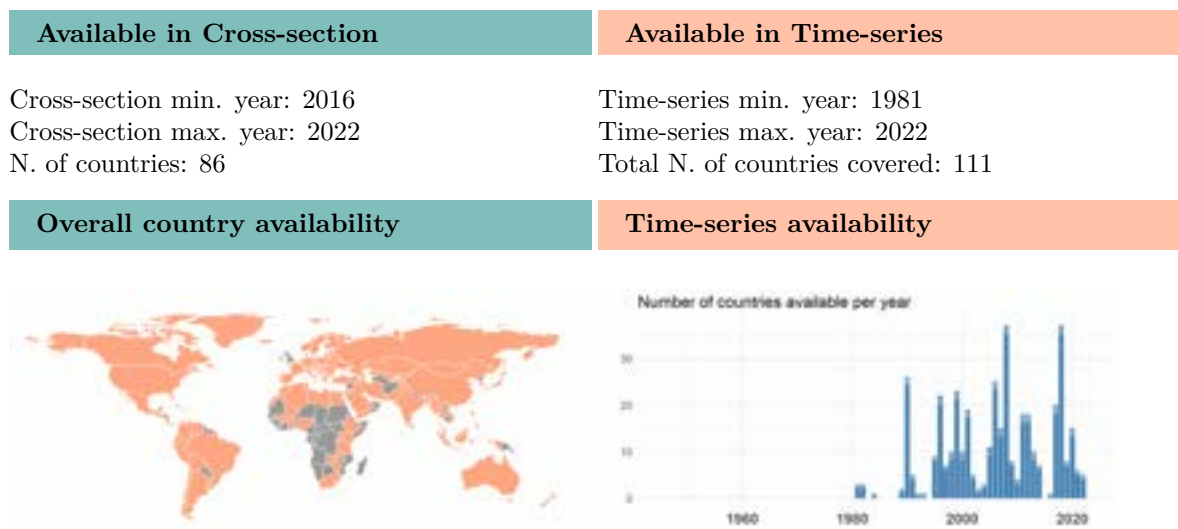 Available in Cross-section
Available in Time-series
Cross-section min. year: 2016
Cross-section max. year: 2022
N. of countries: 86
Time-series min. year: 1981
Time-series max. year: 2022
Total N. of countries covered: 111
Overall country availability
Time-series availability
Number of countries available per year
30
20
10
0
1960
1980
2000
2020